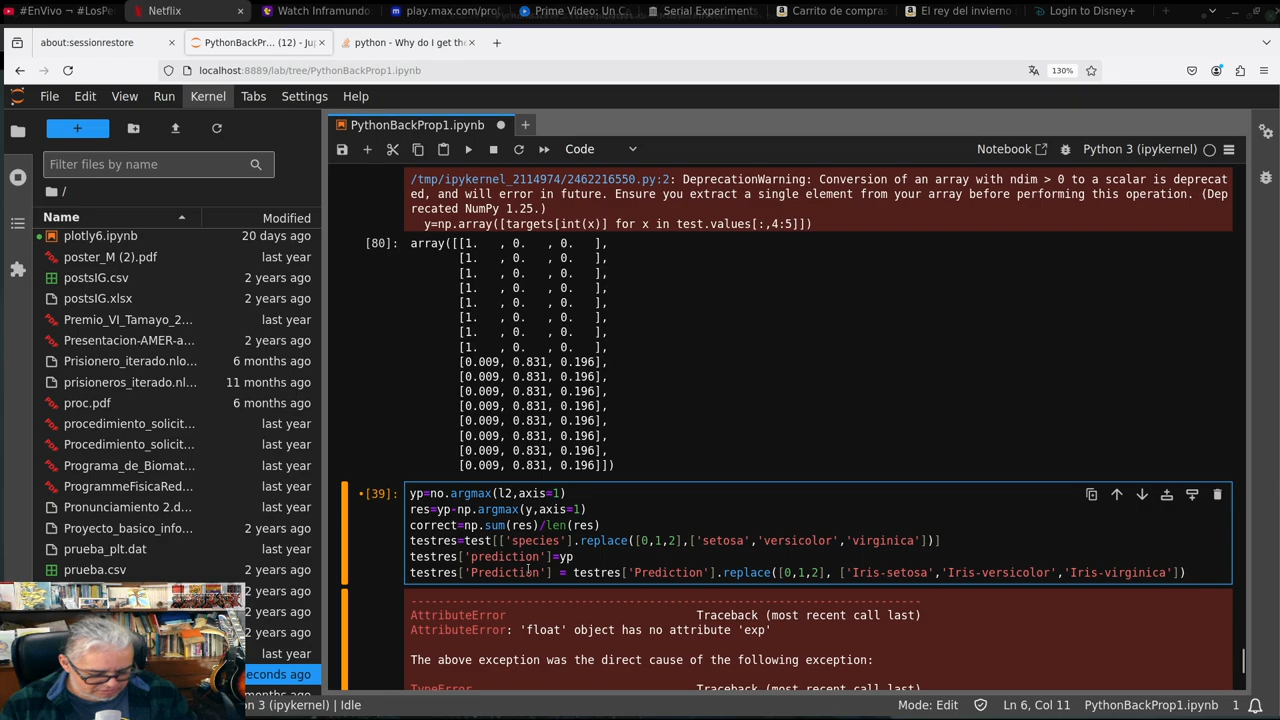 #EnVivo ¬ #LosPe
Netflix
Watch Inframundo
play.max.com/pro
Prime Video: Un C
Serial Experiments
Carrito de compras
El rey del invierno
Login to Disney+
about:sessionrestore
PythonBackProp1... (12) - Ju
python - Why do I get the
localhost:8889/lab/tree/PythonBackProp1.ipynb
130%
File Edit View Run Kernel Tabs Settings Help
PythonBackProp1.ipynb
Code
Notebook
Python 3 (ipykernel)
Filter files by name
/
Name
Modified
plotly6.ipynb 20 days ago
poster_M (2).pdf last year
postsIG.csv 2 years ago
postsIG.xlsx 2 years ago
Premio_VI_Tamayo_2... last year
Presentacion-AMER-a... last year
Prisionero_iterado.nlo... 6 months ago
prisioneros_iterado.nl... 11 months ago
proc.pdf 6 months ago
procedimiento_solicit... last year
Procedimiento_solicit... last year
Programa_de_Biomat... last year
ProgrammeFisicaRed... last year
Pronunciamiento 2.d... last year
Proyecto_basico_info... last year
prueba_plt.dat last year
prueba.csv 2 years ago
2 years ago
2 years ago
2 years ago
last year
econds ago
months ago
/tmp/ipykernel_2114974/2462216550.py:2: DeprecationWarning: Conversion of an array with ndim > 0 to a scalar is deprecat
ed, and will error in future. Ensure you extract a single element from your array before performing this operation. (Dep
recated NumPy 1.25.)
y=np.array([targets[int(x)] for x in test.values[:,4:5]])
[80]: array([[1. , 0. , 0. ],
[1. , 0. , 0. ],
[1. , 0. , 0. ],
[1. , 0. , 0. ],
[1. , 0. , 0. ],
[1. , 0. , 0. ],
[1. , 0. , 0. ],
[1. , 0. , 0. ],
[0.009, 0.831, 0.196],
[0.009, 0.831, 0.196],
[0.009, 0.831, 0.196],
[0.009, 0.831, 0.196],
[0.009, 0.831, 0.196],
[0.009, 0.831, 0.196],
[0.009, 0.831, 0.196],
[0.009, 0.831, 0.196]])
[39]: yp=no.argmax(l2,axis=1)
res=yp-np.argmax(y,axis=1)
correct=np.sum(res)/len(res)
testres=test[['species'].replace([0,1,2],['setosa','versicolor','virginica'])]
testres['prediction']=yp
testres['Prediction'] = testres['Prediction'].replace([0,1,2], ['Iris-setosa','Iris-versicolor','Iris-virginica'])
---------------------------------------------------------------------------
AttributeError Traceback (most recent call last)
AttributeError: 'float' object has no attribute 'exp'
The above exception was the direct cause of the following exception:
TypeError Traceback (most recent call last)
3 (ipykernel) | Idle
Mode: Edit
Ln 6, Col 11
PythonBackProp1.ipynb
1